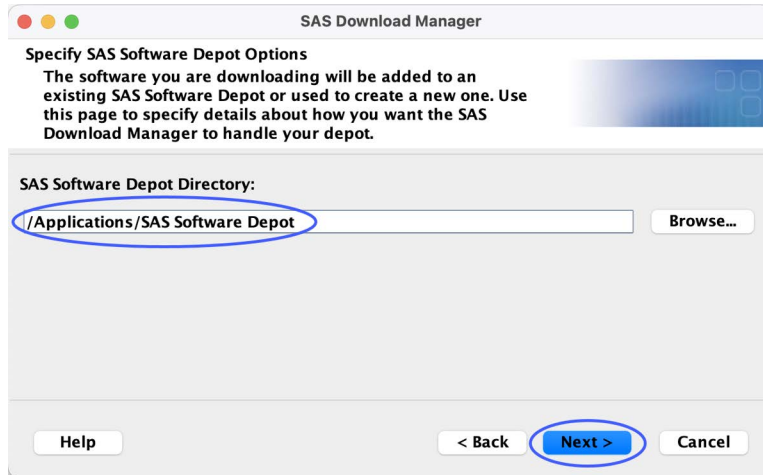 SAS Download Manager
Specify SAS Software Depot Options
The software you are downloading will be added to an
existing SAS Software Depot or used to create a new one. Use
this page to specify details about how you want the SAS
Download Manager to handle your depot.
SAS Software Depot Directory:
/Applications/SAS Software Depot
Browse...
Help
< Back
Next >
Cancel